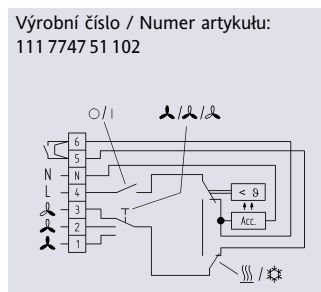 Výrobní číslo / Numer artykułu:
111 7747 51 102
○/I
/ /
6
5
N N
L 4
3
2
1
< ϑ
Acc.
/